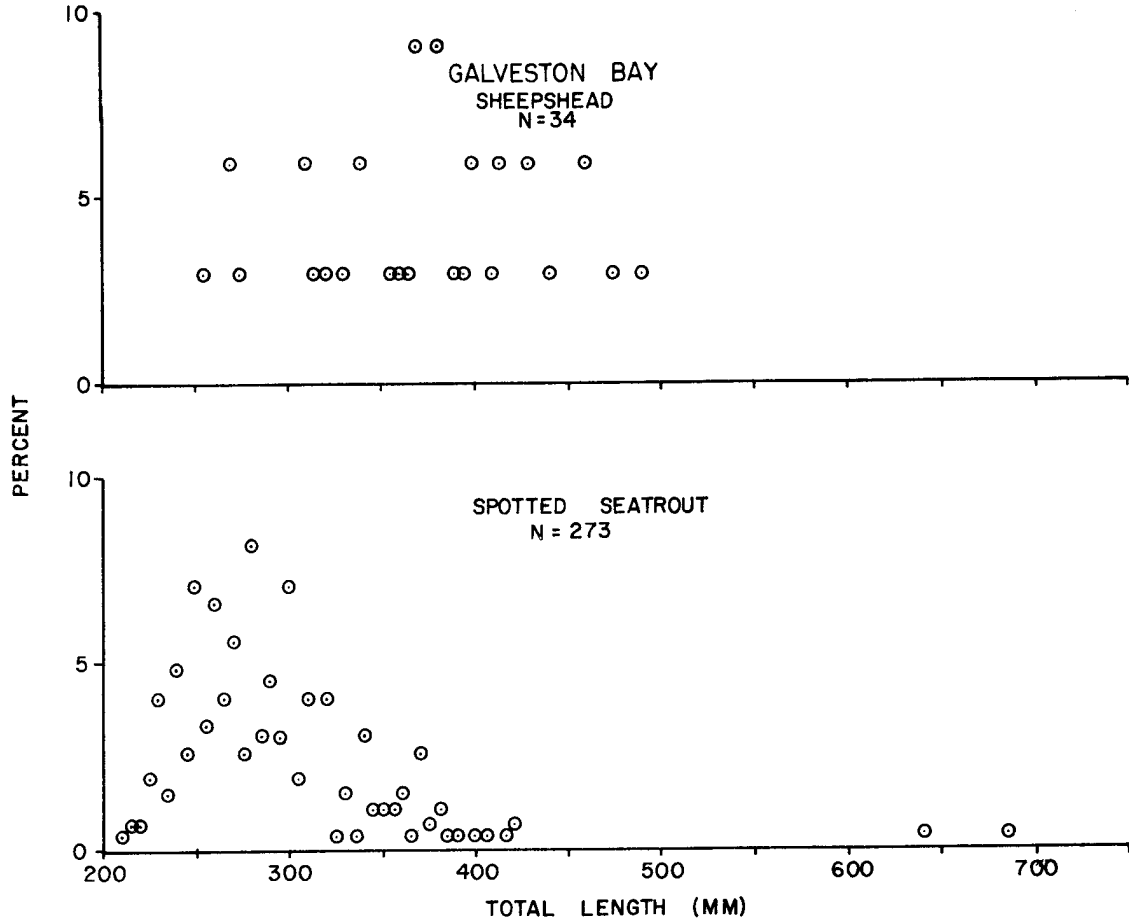 10
GALVESTON BAY
SHEEPSHEAD
N=34
5
0
PERCENT
10
SPOTTED SEATROUT
N = 273
5
0
200 300 400 500 600 700
TOTAL LENGTH (MM)